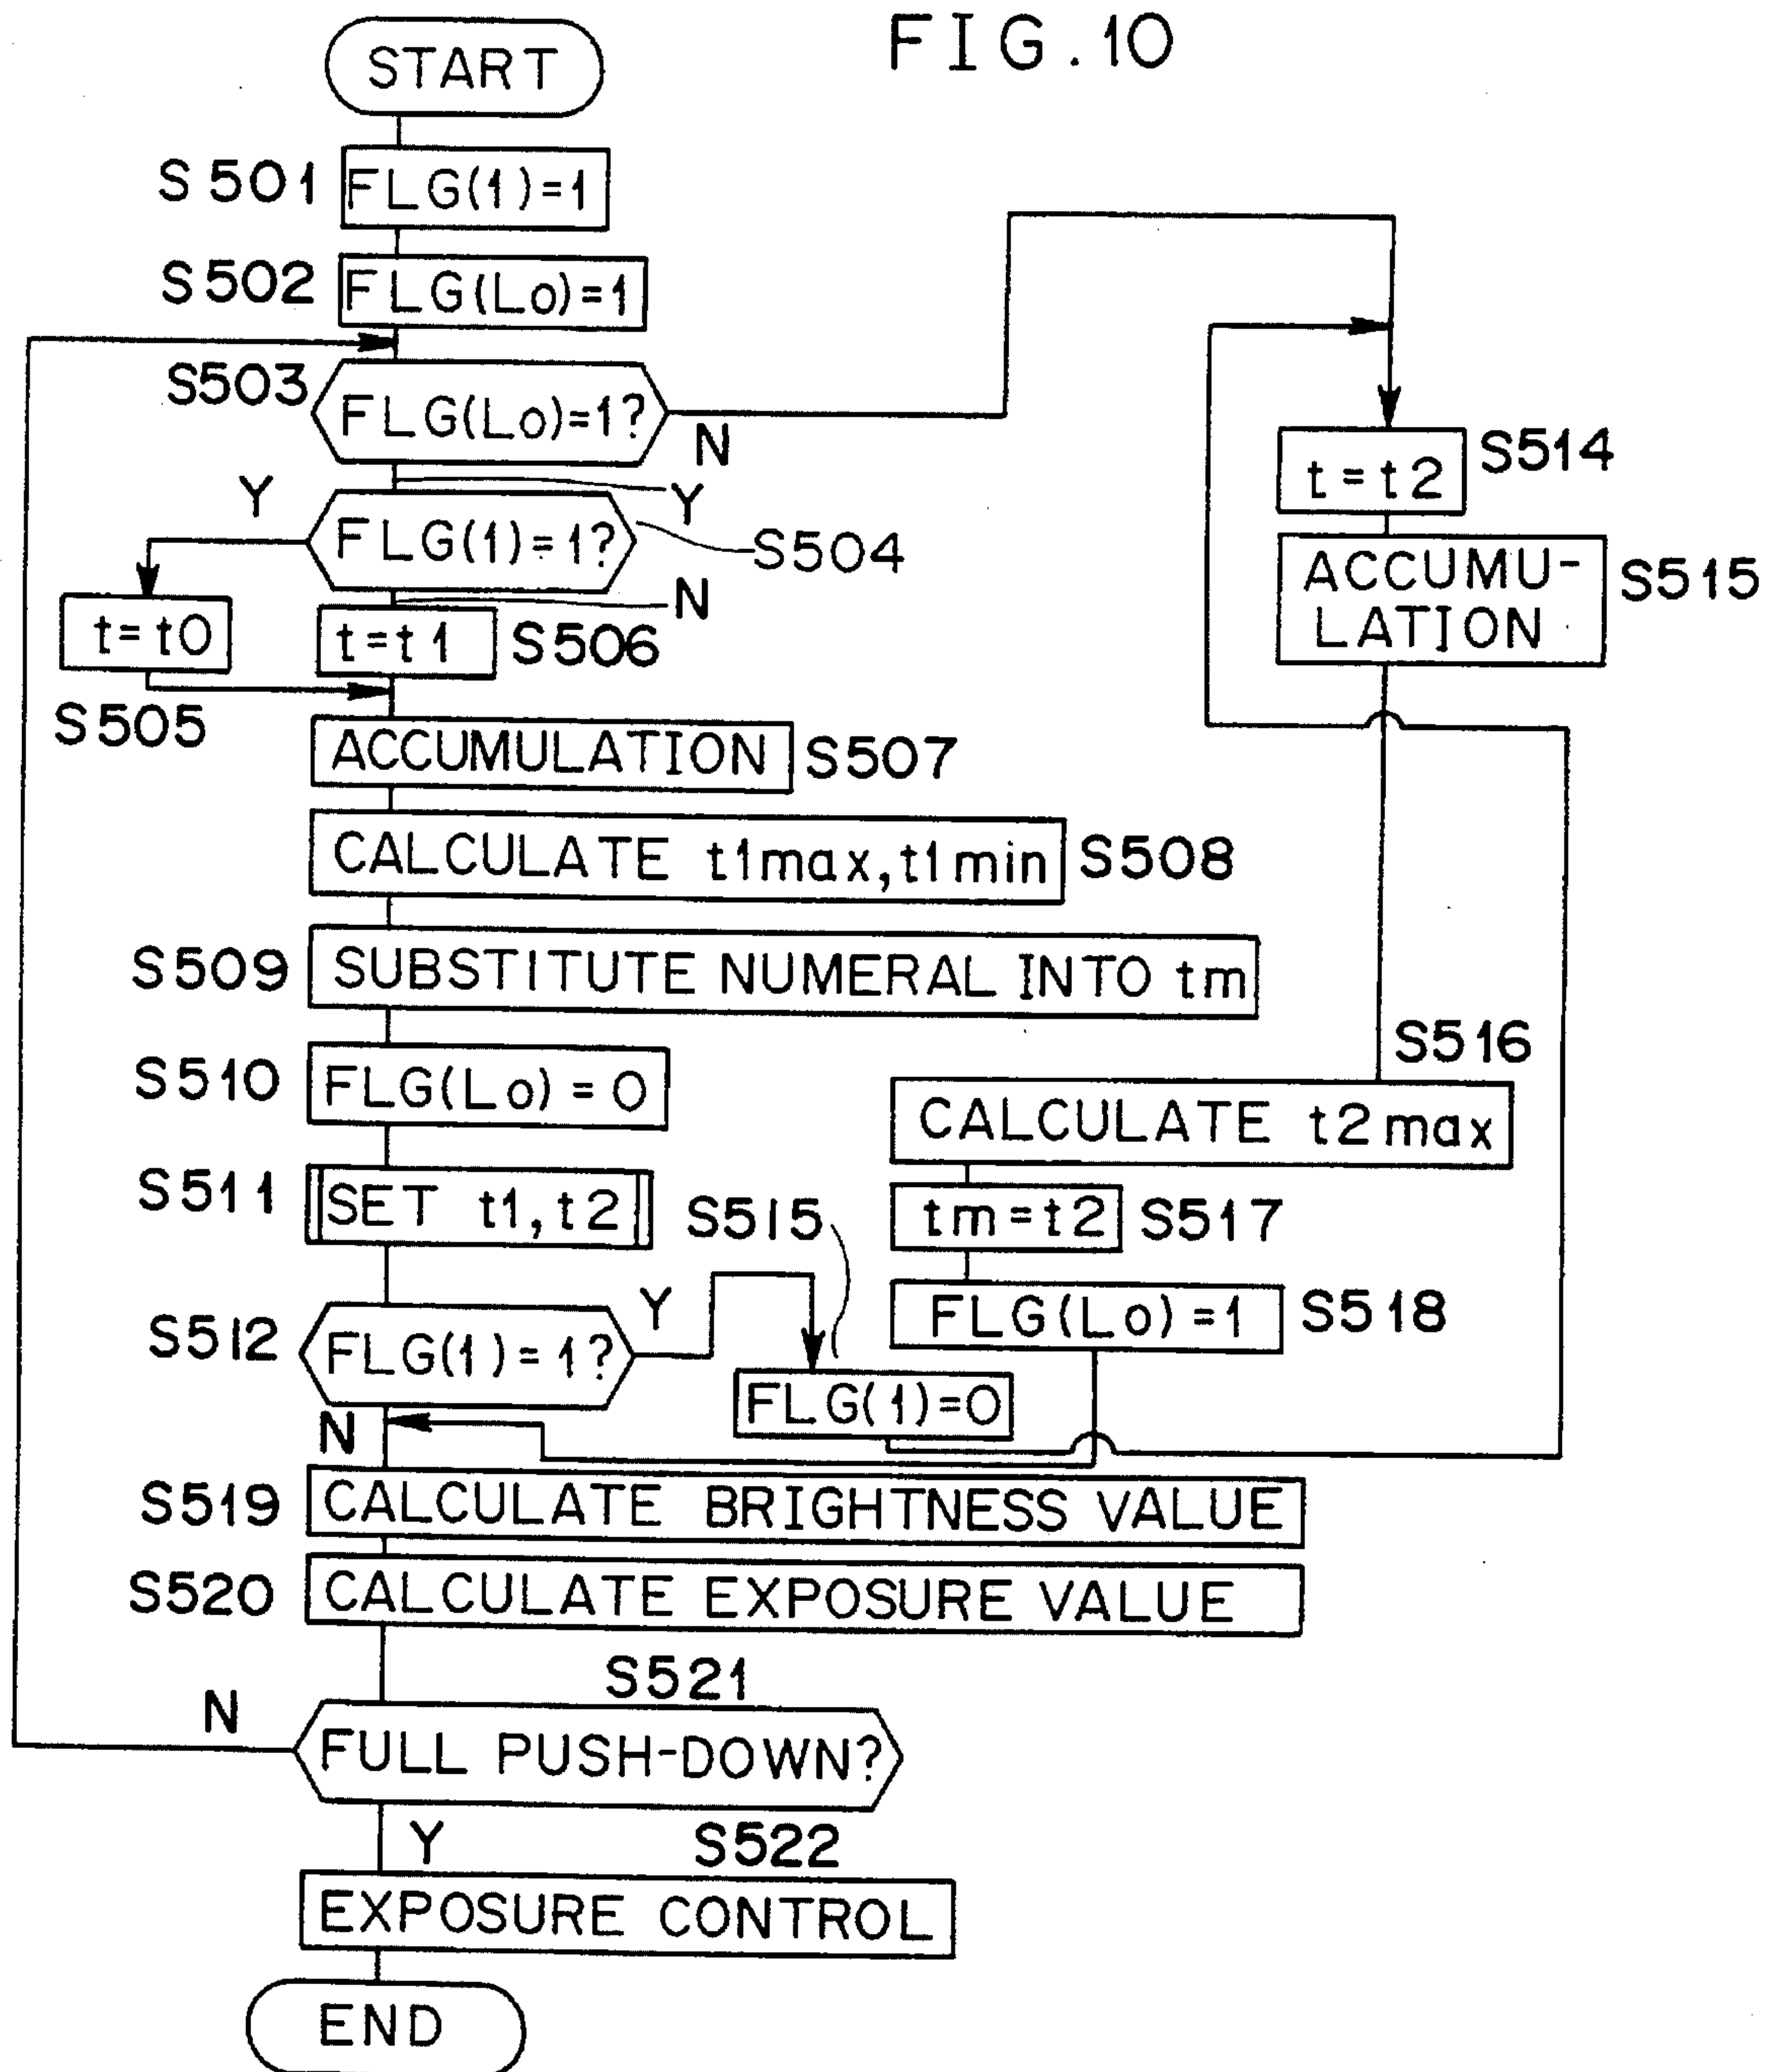 FIG.10
START
S501
FLG(1)=1
S502
FLG(Lo)=1
S503
FLG(Lo)=1?
N
Y
Y
FLG(1)=1?
S504
N
t=t0
S505
t=t1
S506
ACCUMULATION
S507
CALCULATE t1max,t1min
S508
S509
SUBSTITUTE NUMERAL INTO tm
S510
FLG(Lo)=0
S511
SET t1,t2
S512
FLG(1)=1?
Y
N
S515
FLG(1)=0
t=t2
S514
ACCUMU-
LATION
S515
S516
CALCULATE t2max
tm=t2
S517
FLG(Lo)=1
S518
S519
CALCULATE BRIGHTNESS VALUE
S520
CALCULATE EXPOSURE VALUE
S521
N
FULL PUSH-DOWN?
Y
S522
EXPOSURE CONTROL
END